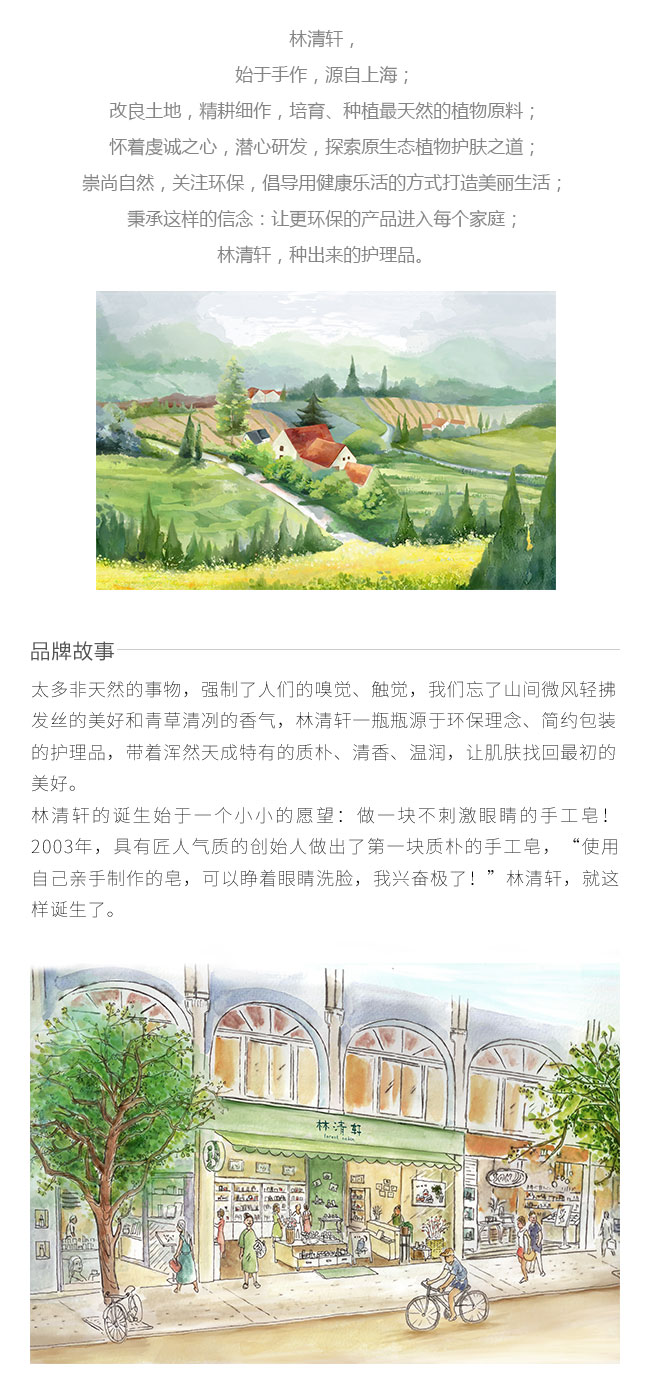 林清轩，
始于手作，源自上海；
改良土地，精耕细作，培育、种植最天然的植物原料；
怀着虔诚之心，潜心研发，探索原生态植物护肤之道；
崇尚自然，关注环保，倡导用健康乐活的方式打造美丽生活；
秉承这样的信念：让更环保的产品进入每个家庭；
林清轩，种出来的护理品。
品牌故事
太多非天然的事物，强制了人们的嗅觉、触觉，我们忘了山间微风轻拂
发丝的美好和青草清冽的香气，林清轩一瓶瓶源于环保理念、简约包装
的护理品，带着浑然天成特有的质朴、清香、温润，让肌肤找回最初的
美好。
林清轩的诞生始于一个小小的愿望：做一块不刺激眼睛的手工皂！
2003年，具有匠人气质的创始人做出了第一块质朴的手工皂，“使用
自己亲手制作的皂，可以睁着眼睛洗脸，我兴奋极了！”林清轩，就这
样诞生了。
林清轩
forest cabin